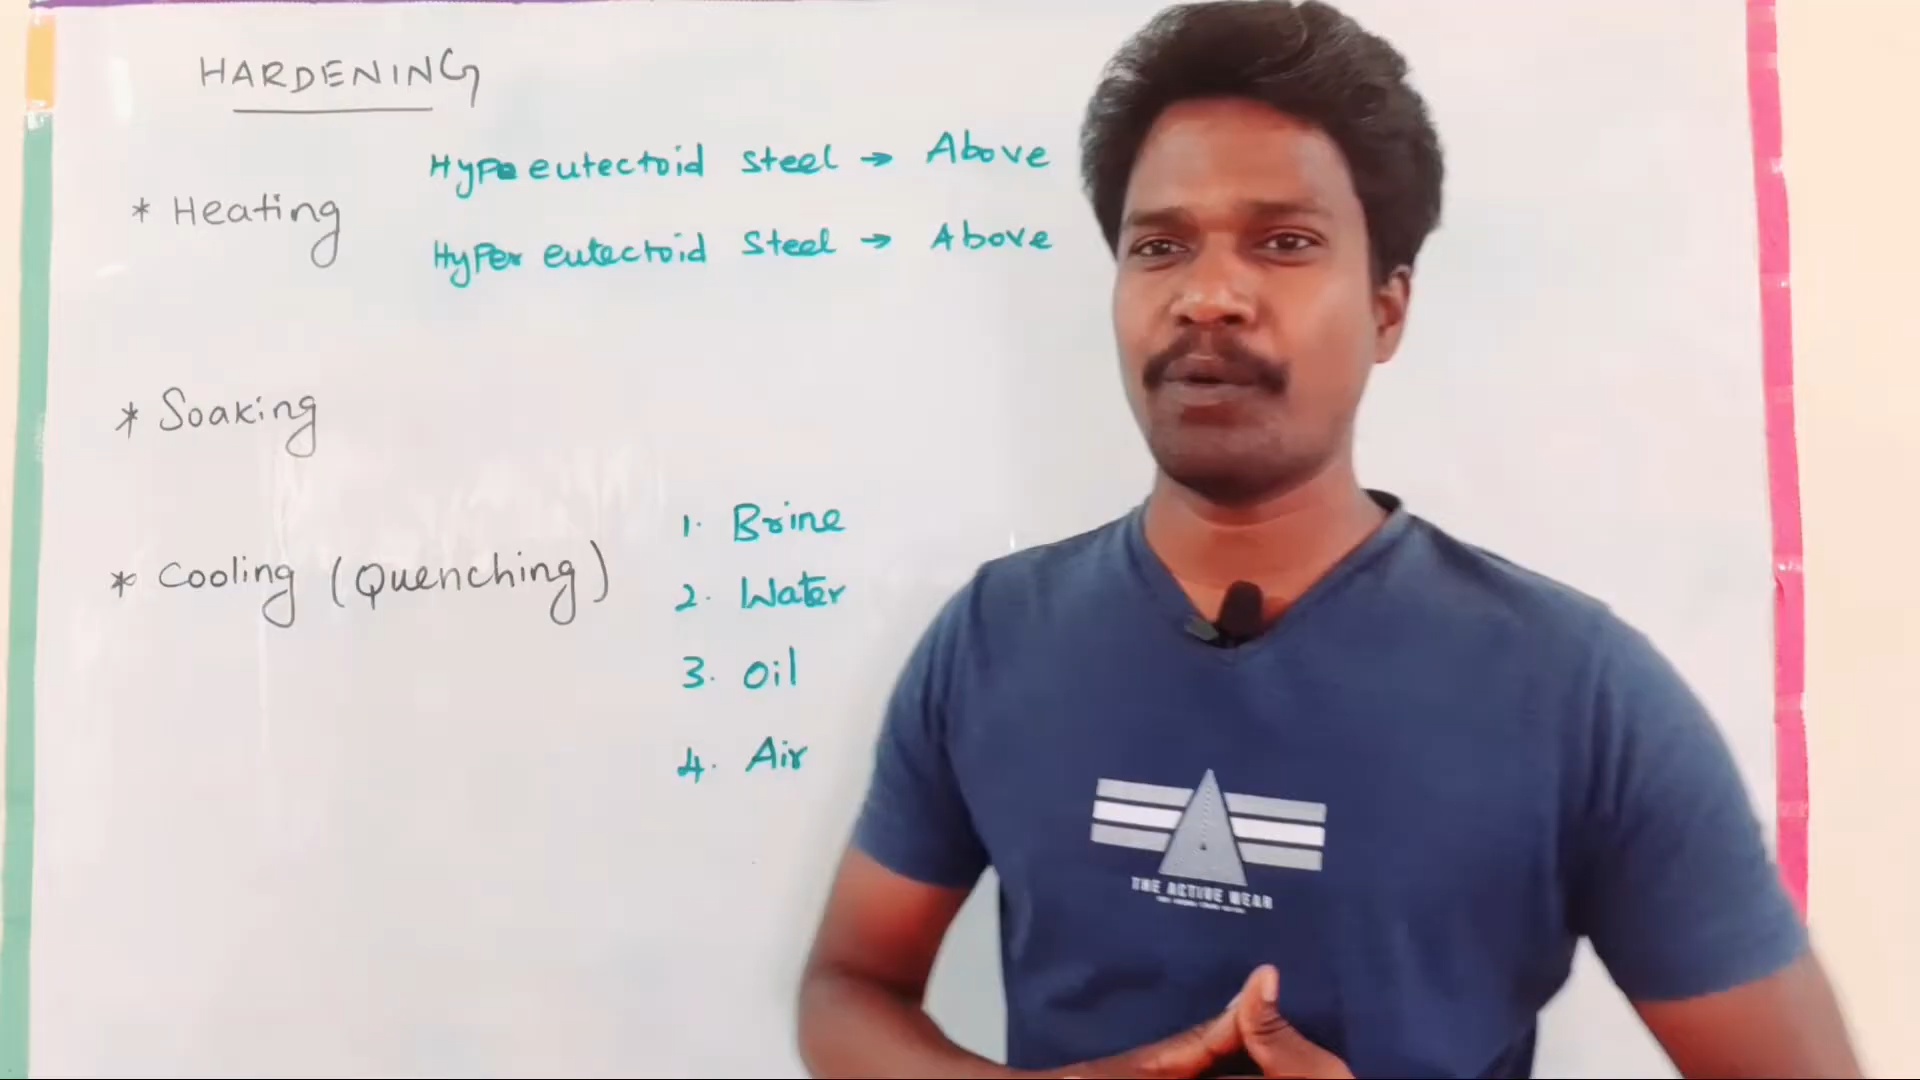 HARDENING
Hypo eutectoid steel → Above
* Heating
Hyper eutectoid steel → Above
* Soaking
1. Brine
* Cooling (Quenching)
2. Water
3. Oil
4. Air
THE ACTIVE WEAR